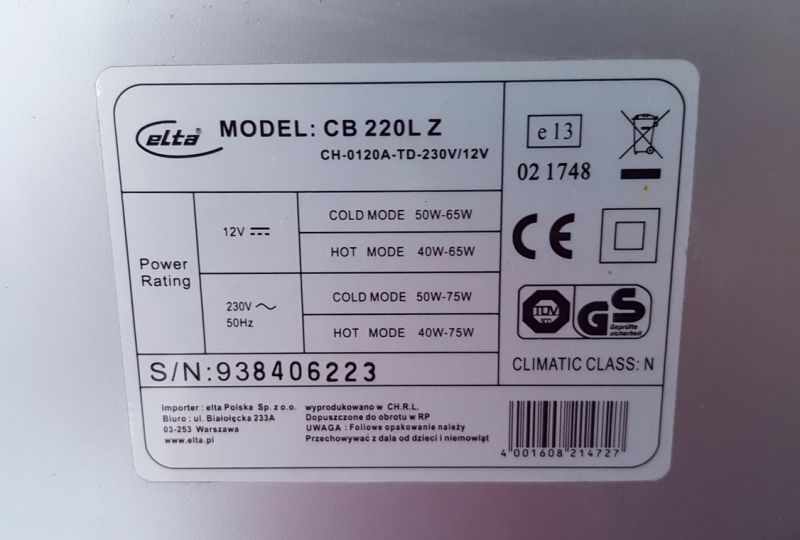 elta® MODEL: CB 220L Z
CH-0120A-TD-230V/12V
Power
Rating
12V
COLD MODE 50W-65W
HOT MODE 40W-65W
230V ~
50Hz
COLD MODE 50W-75W
HOT MODE 40W-75W
S/N:938406223
e 13
02 1748
CE
TÜV
GS
Geprüfte
sicherheit
CLIMATIC CLASS: N
Importer : elta Polska Sp. z o.o.
Biuro : ul. Białołęcka 233A
03-253 Warszawa
www.elta.pl
wyprodukowano w CH.R.L.
Dopuszczone do obrotu w RP
UWAGA : Foliowe opakowanie należy
Przechowywać z dala od dzieci i niemowląt
4 001608 214727